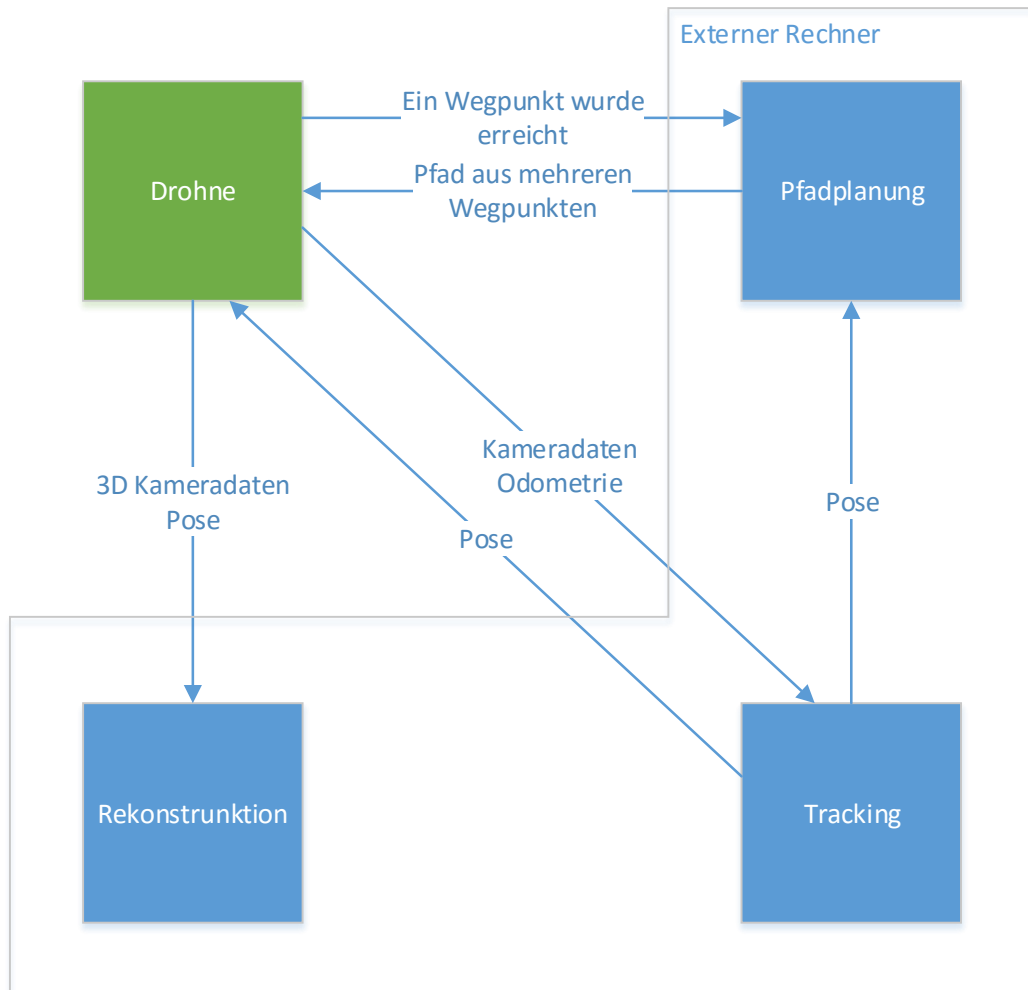 Externer Rechner
Ein Wegpunkt wurde
erreicht
Drohne
Pfad aus mehreren
Wegpunkten
Pfadplanung
Kameradaten
Odometrie
3D Kameradaten
Pose
Pose
Pose
Rekonstrunktion
Tracking